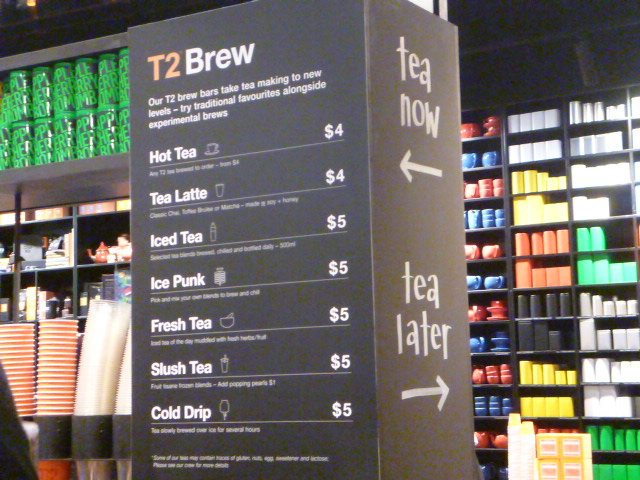 T2 Brew
Our T2 brew bars take tea making to new
levels – try traditional favourites alongside
experimental brews
Hot Tea $4
Any T2 tea brewed to order – from $4
Tea Latte $4
Classic Chai, Toffee Brulee or Matcha – made w soy + honey
Iced Tea $5
Selected tea blends brewed, chilled and bottled daily – 500ml
Ice Punk $5
Pick and mix your own blends to brew and chill
Fresh Tea $5
Iced tea of the day muddled with fresh herbs/fruit
Slush Tea $5
Fruit tisane frozen blends – Add popping pearls $1
Cold Drip $5
Tea slowly brewed over ice for several hours
*Some of our teas may contain traces of gluten, nuts, egg, sweetener and lactose.
Please see our crew for more details
tea
now
tea
later